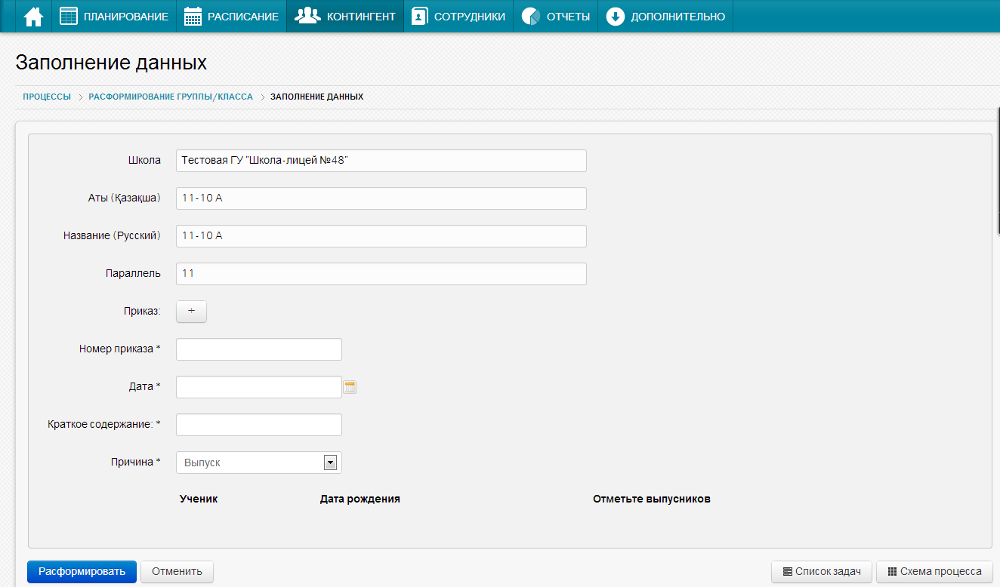 ПЛАНИРОВАНИЕ РАСПИСАНИЕ КОНТИНГЕНТ СОТРУДНИКИ ОТЧЕТЫ ДОПОЛНИТЕЛЬНО
Заполнение данных
ПРОЦЕССЫ > РАСФОРМИРОВАНИЕ ГРУППЫ/КЛАССА > ЗАПОЛНЕНИЕ ДАННЫХ
Школа Тестовая ГУ "Школа-лицей №48"
Аты (Қазақша) 11-10 А
Название (Русский) 11-10 А
Параллель 11
Приказ: +
Номер приказа *
Дата *
Краткое содержание: *
Причина * Выпуск
Ученик Дата рождения Отметьте выпусников
Расформировать Отменить Список задач Схема процесса